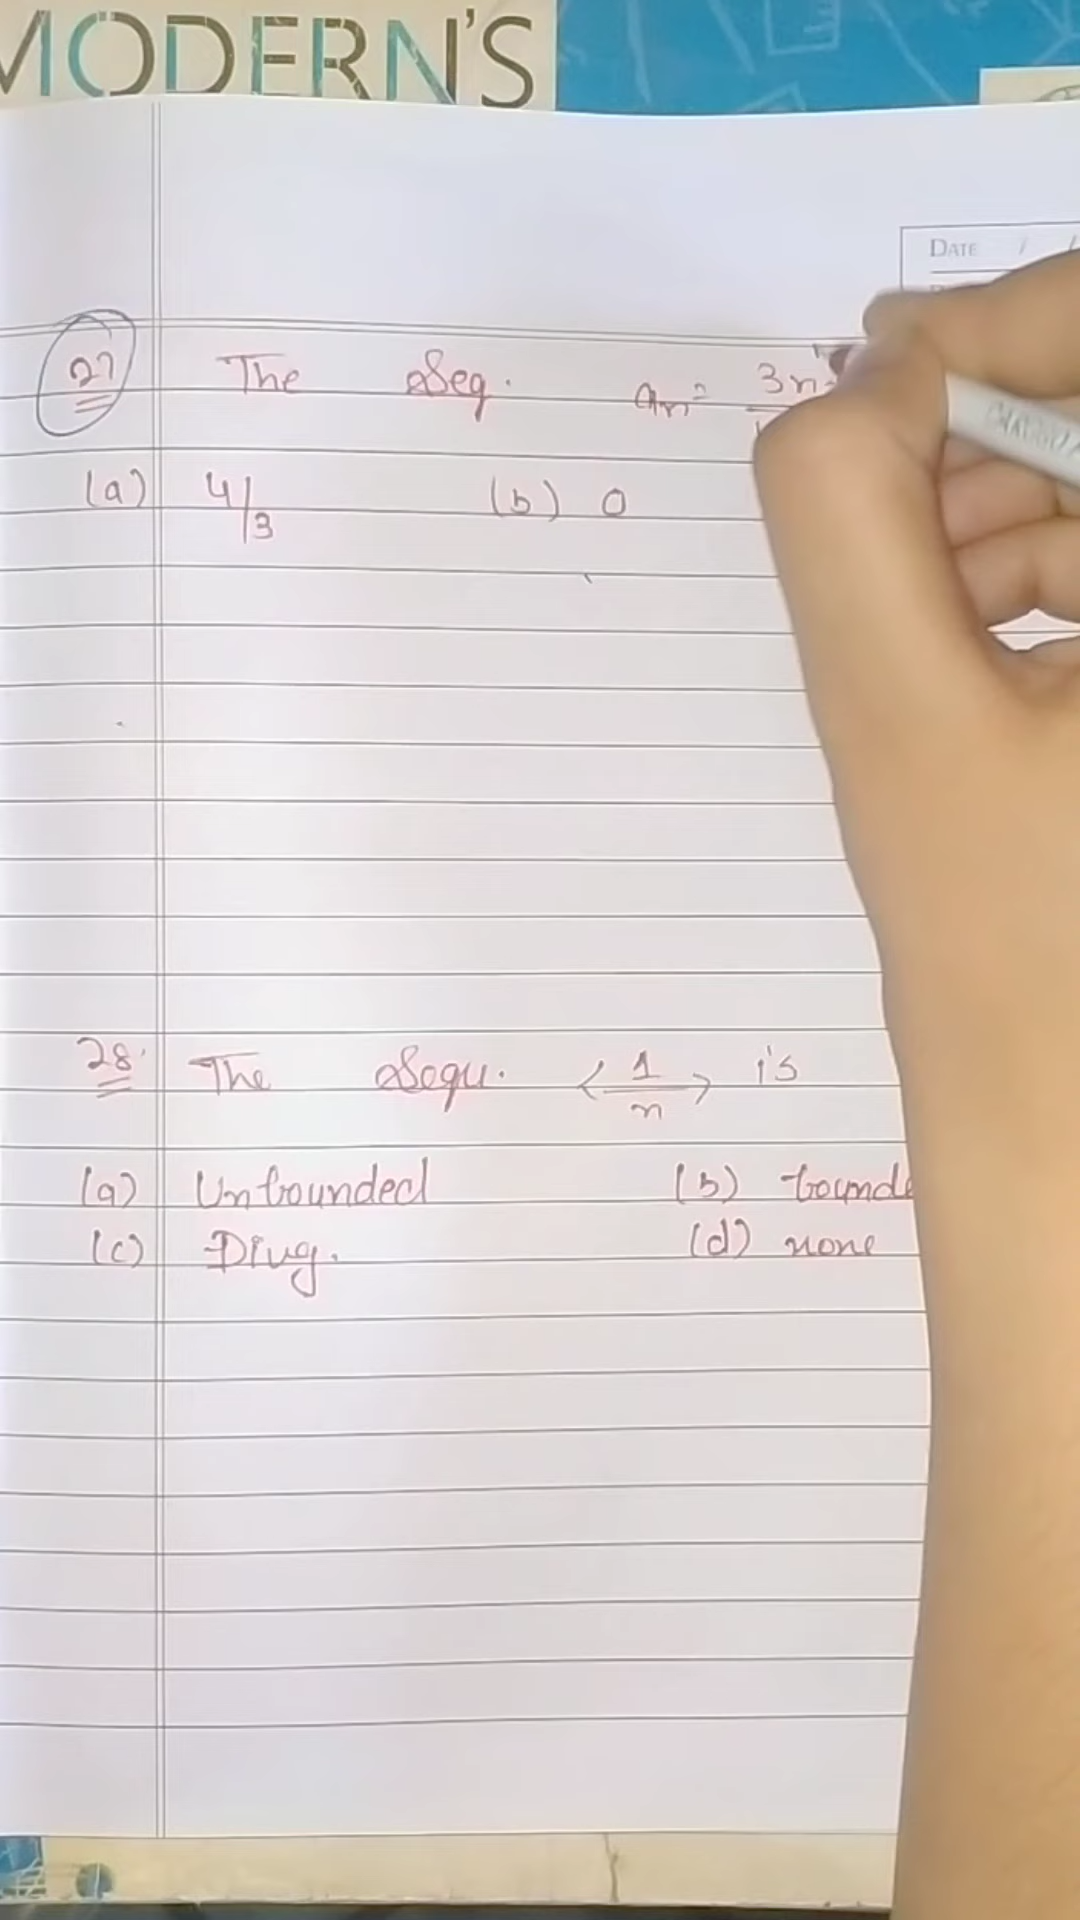 MODERN'S
DATE / /
27 The Seq. an = 3n-
(a) 4/3 (b) 0
28. The Sequ. < 1/n > is
(a) Unbounded (b) bounde
(c) Divg. (d) none